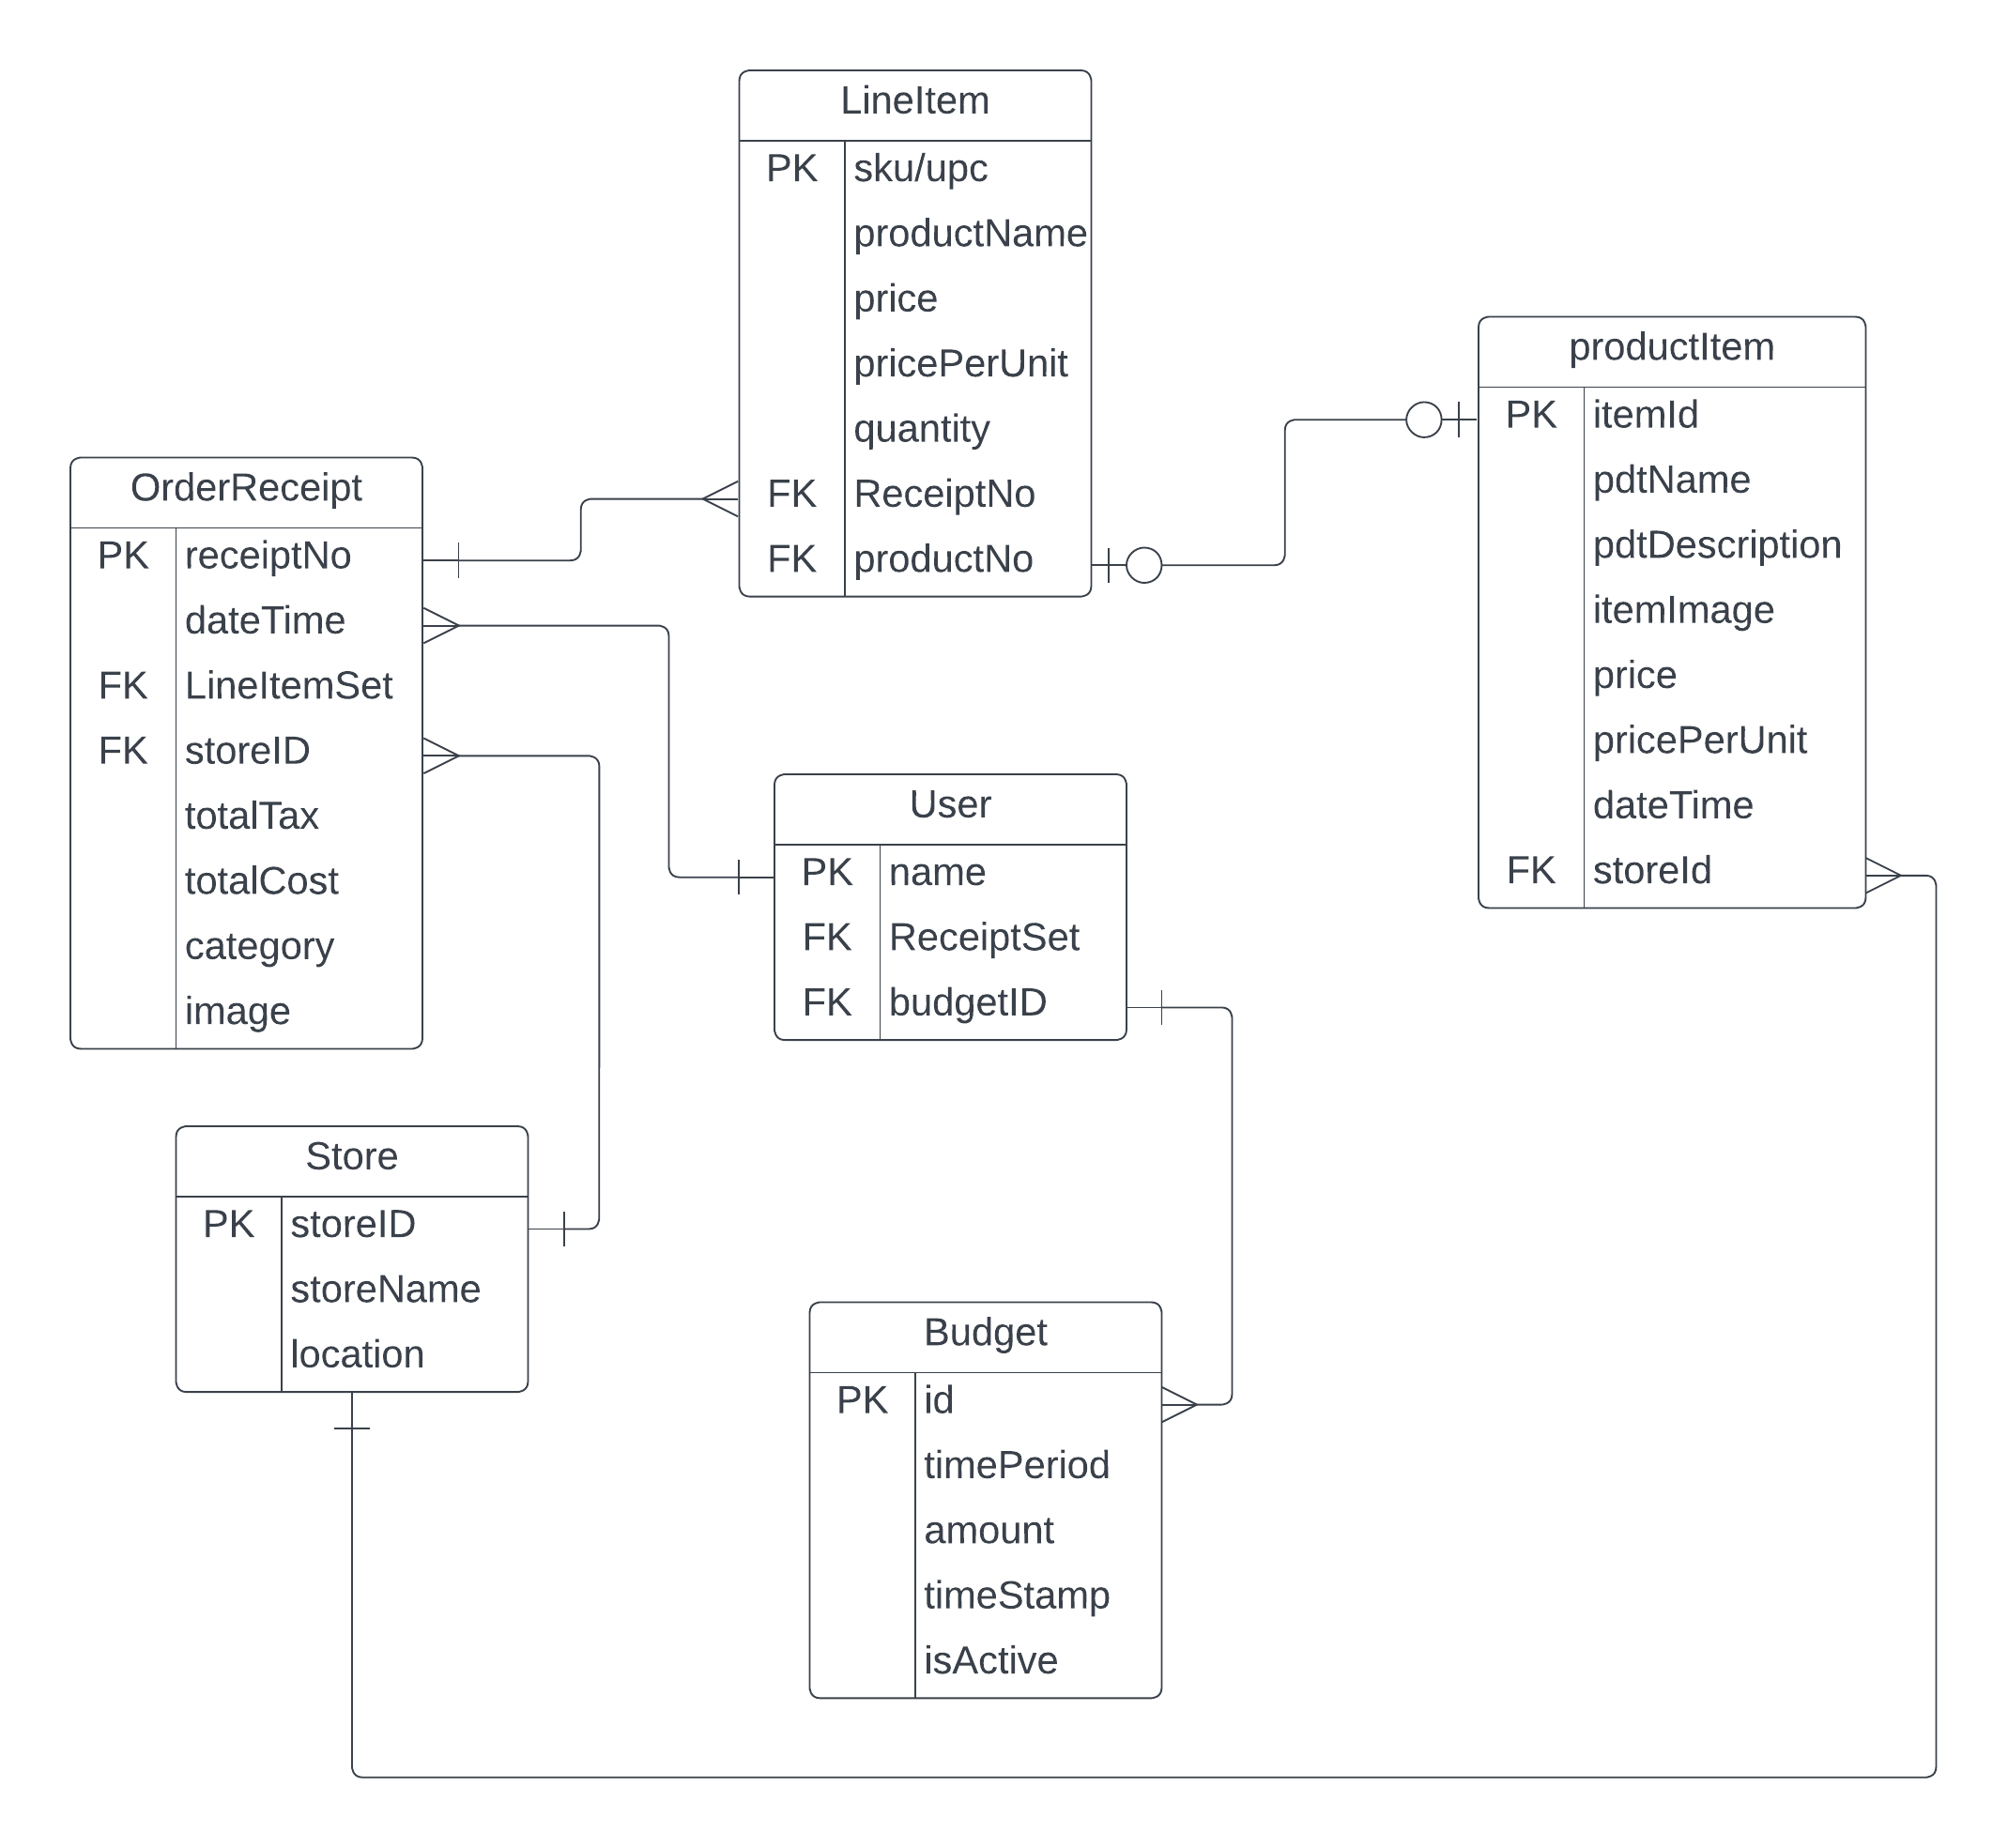 LineItem
PK sku/upc
productName
price
pricePerUnit
quantity
FK ReceiptNo
FK productNo
productItem
PK itemId
pdtName
pdtDescription
itemImage
price
pricePerUnit
dateTime
FK storeId
OrderReceipt
PK receiptNo
dateTime
FK LineItemSet
FK storeID
totalTax
totalCost
category
image
User
PK name
FK ReceiptSet
FK budgetID
Store
PK storeID
storeName
location
Budget
PK id
timePeriod
amount
timeStamp
isActive